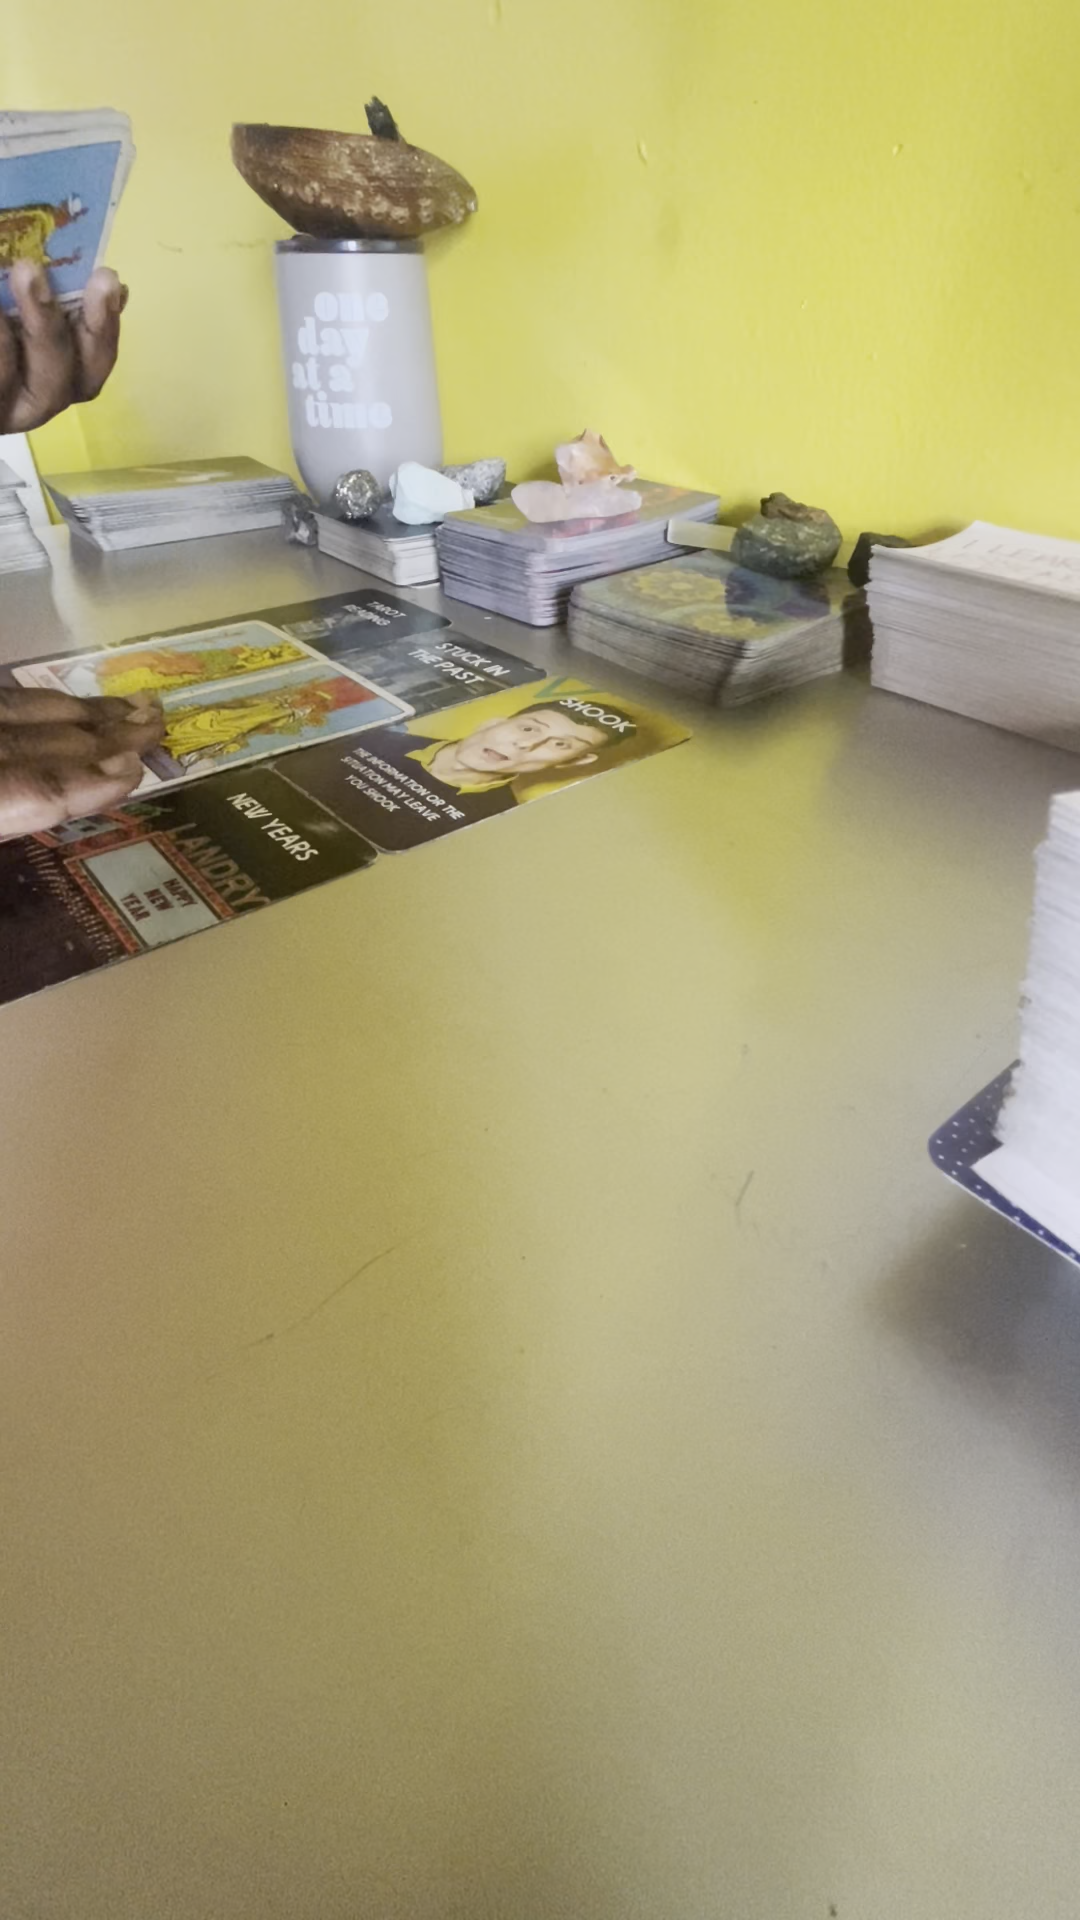 one
day
at a
time
TAROT
READING
STUCK IN
THE PAST
SHOOK
THE INFORMATION OR THE
SITUATION MAY LEAVE
YOU SHOOK
NEW YEARS
LANDRY
HAPPY
NEW
YEAR